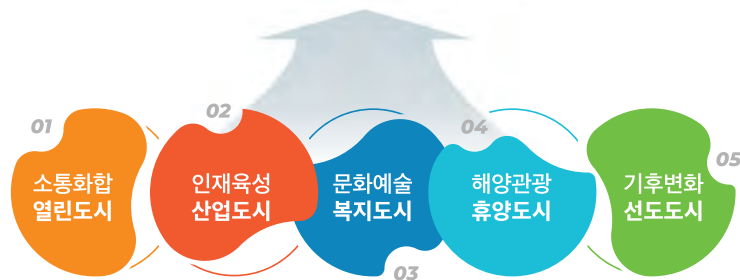 01
소통화합
열린도시
02
인재육성
산업도시
03
문화예술
복지도시
04
해양관광
휴양도시
05
기후변화
선도도시